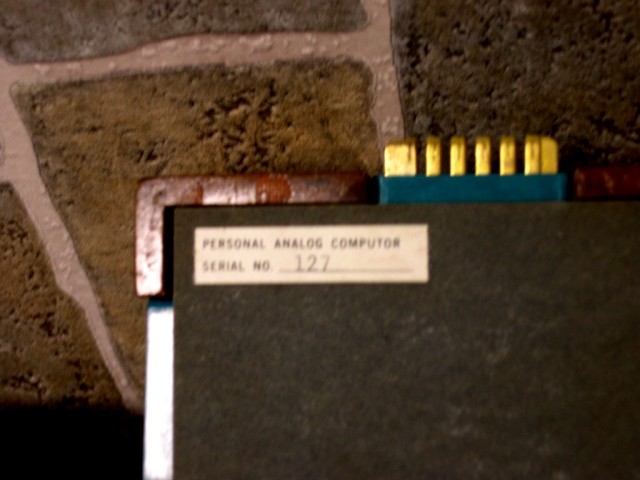 PERSONAL ANALOG COMPUTOR
SERIAL NO. 127